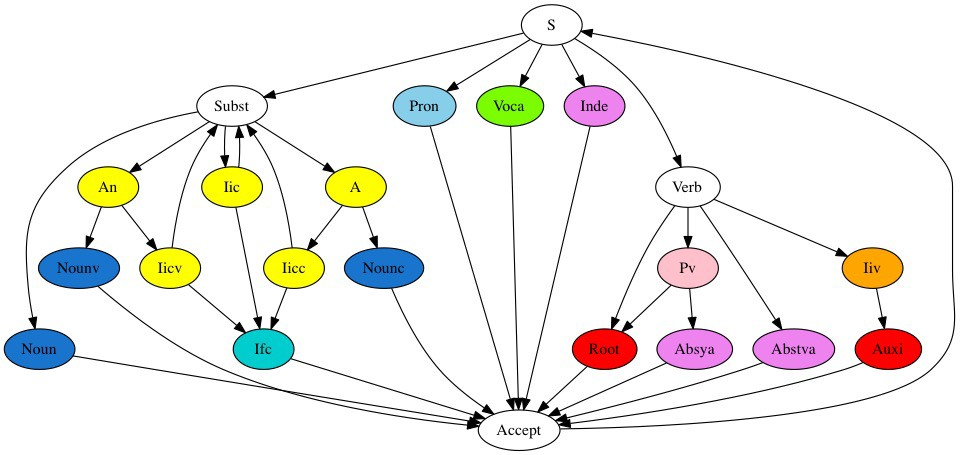 S
Subst
Pron
Voca
Inde
An
Iic
A
Verb
Nounv
Iicv
Iicc
Nounc
Pv
Iiv
Noun
Ifc
Root
Absya
Abstva
Auxi
Accept